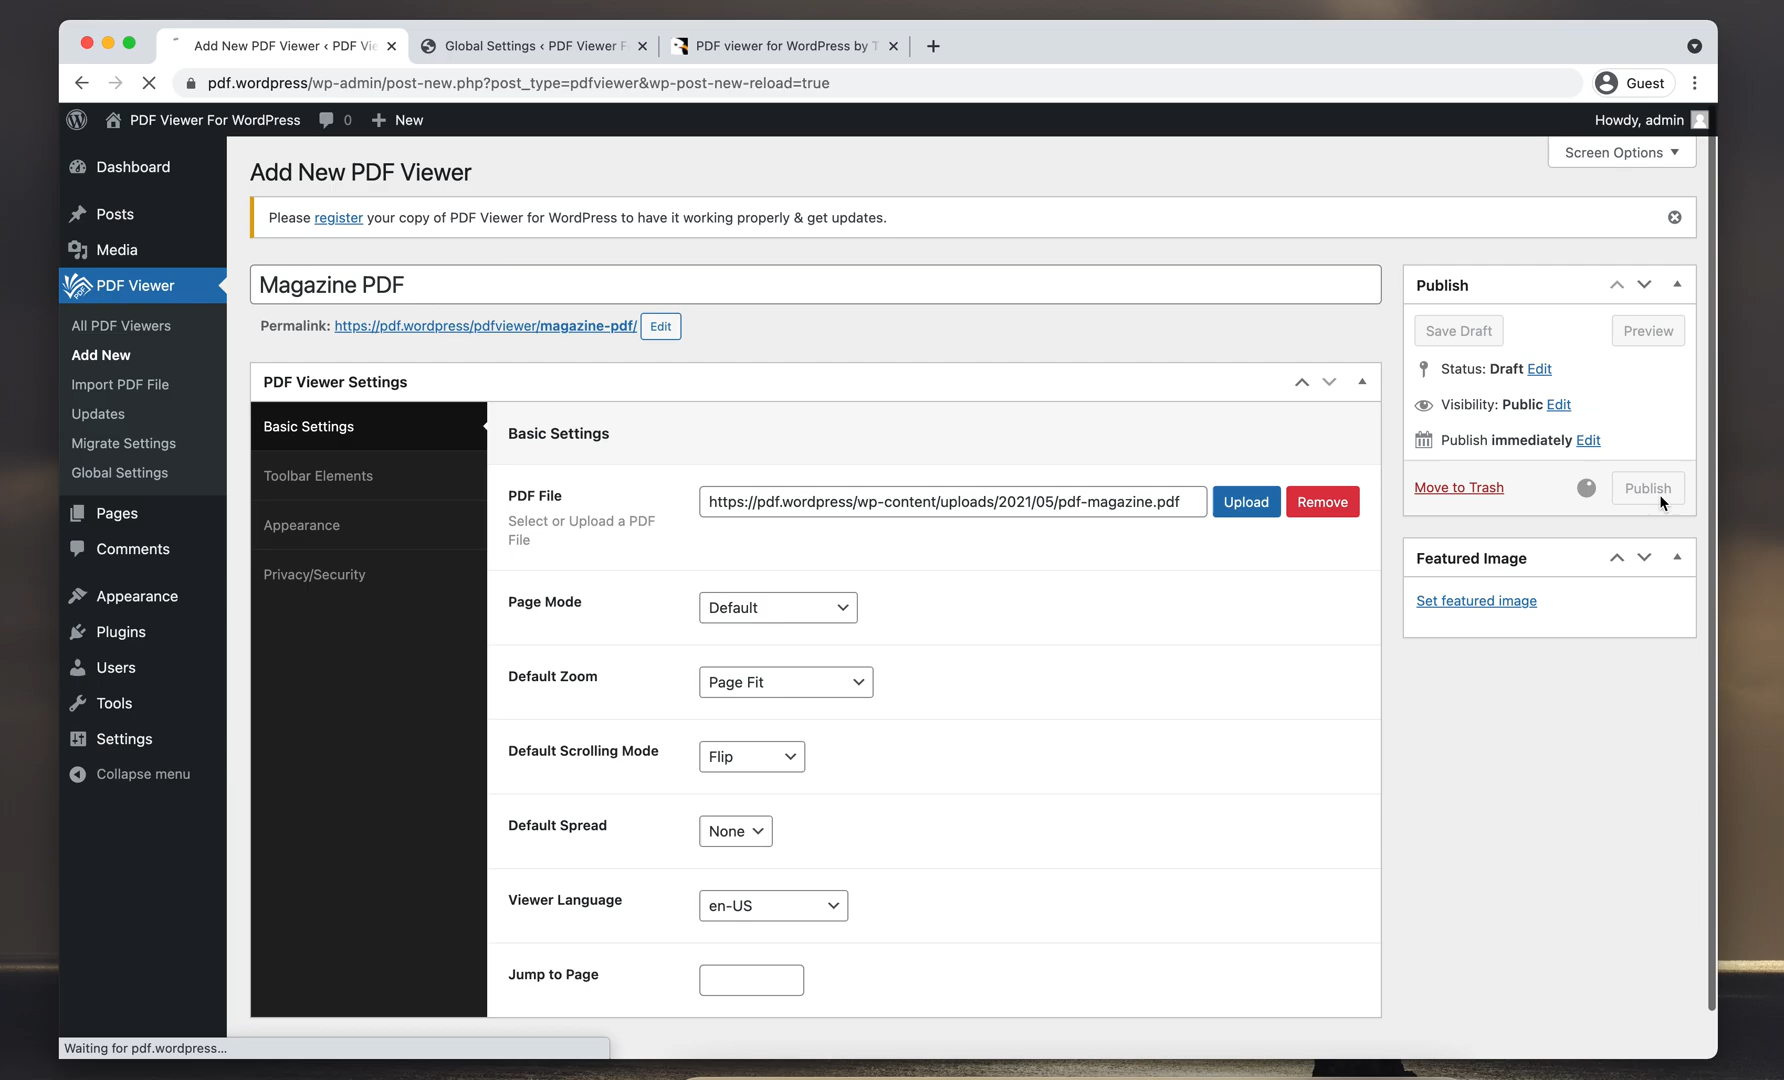 Add New PDF Viewer ‹ PDF Vie
Global Settings ‹ PDF Viewer F
PDF viewer for WordPress by T
pdf.wordpress/wp-admin/post-new.php?post_type=pdfviewer&wp-post-new-reload=true
Guest
PDF Viewer For WordPress
0
New
Howdy, admin
Dashboard
Posts
Media
PDF Viewer
All PDF Viewers
Add New
Import PDF File
Updates
Migrate Settings
Global Settings
Pages
Comments
Appearance
Plugins
Users
Tools
Settings
Collapse menu
Screen Options
Add New PDF Viewer
Please register your copy of PDF Viewer for WordPress to have it working properly & get updates.
Magazine PDF
Permalink: https://pdf.wordpress/pdfviewer/magazine-pdf/ Edit
PDF Viewer Settings
Basic Settings
Toolbar Elements
Appearance
Privacy/Security
Basic Settings
PDF File
Select or Upload a PDF
File
https://pdf.wordpress/wp-content/uploads/2021/05/pdf-magazine.pdf
Upload
Remove
Page Mode
Default
Default Zoom
Page Fit
Default Scrolling Mode
Flip
Default Spread
None
Viewer Language
en-US
Jump to Page
Publish
Save Draft
Preview
Status: Draft Edit
Visibility: Public Edit
Publish immediately Edit
Move to Trash
Publish
Featured Image
Set featured image
Waiting for pdf.wordpress...